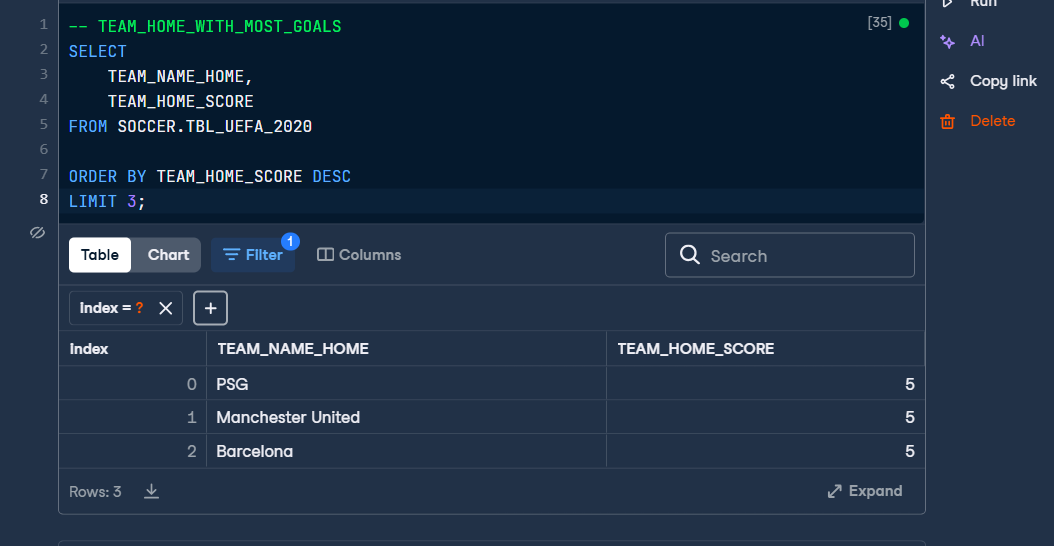 Run
1 -- TEAM_HOME_WITH_MOST_GOALS [35]
2 SELECT
AI
3 TEAM_NAME_HOME,
Copy link
4 TEAM_HOME_SCORE
5 FROM SOCCER.TBL_UEFA_2020
Delete
6
7 ORDER BY TEAM_HOME_SCORE DESC
8 LIMIT 3;
Table Chart Filter 1 Columns Search
Index = ? +
Index TEAM_NAME_HOME TEAM_HOME_SCORE
0 PSG 5
1 Manchester United 5
2 Barcelona 5
Rows: 3 Expand